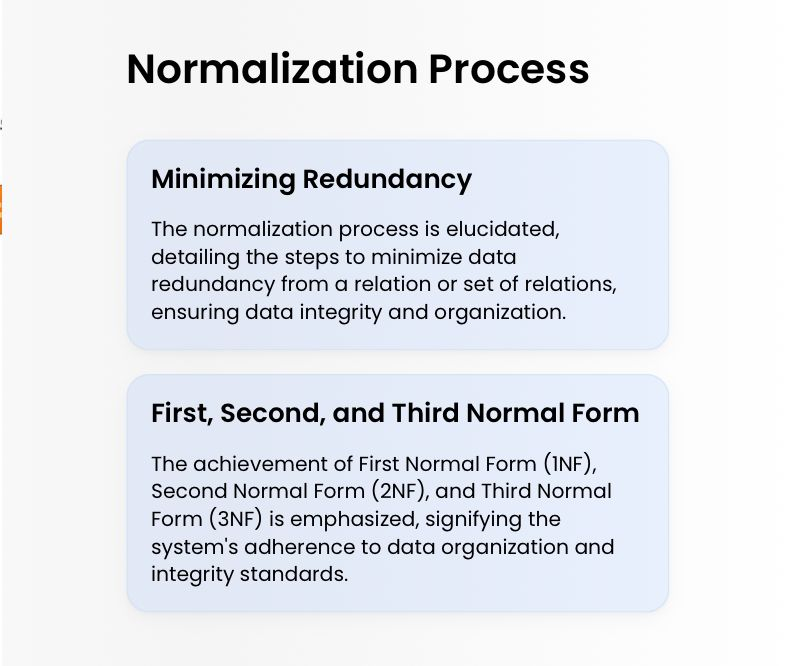 Normalization Process
Minimizing Redundancy
The normalization process is elucidated,
detailing the steps to minimize data
redundancy from a relation or set of relations,
ensuring data integrity and organization.
First, Second, and Third Normal Form
The achievement of First Normal Form (1NF),
Second Normal Form (2NF), and Third Normal
Form (3NF) is emphasized, signifying the
system's adherence to data organization and
integrity standards.